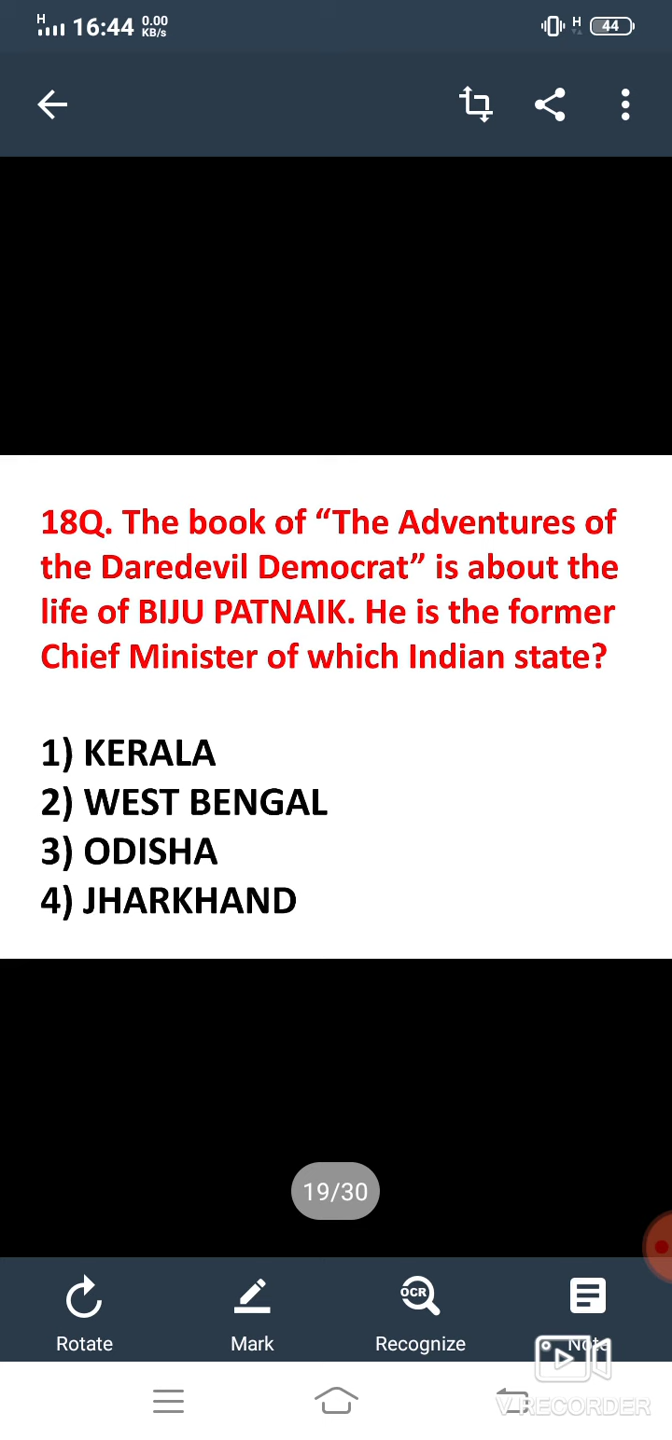 H 16:44 0.00
KB/s H 44
18Q. The book of “The Adventures of
the Daredevil Democrat” is about the
life of BIJU PATNAIK. He is the former
Chief Minister of which Indian state?
1) KERALA
2) WEST BENGAL
3) ODISHA
4) JHARKHAND
19/30
OCR
Rotate Mark Recognize Note
V RECORDER